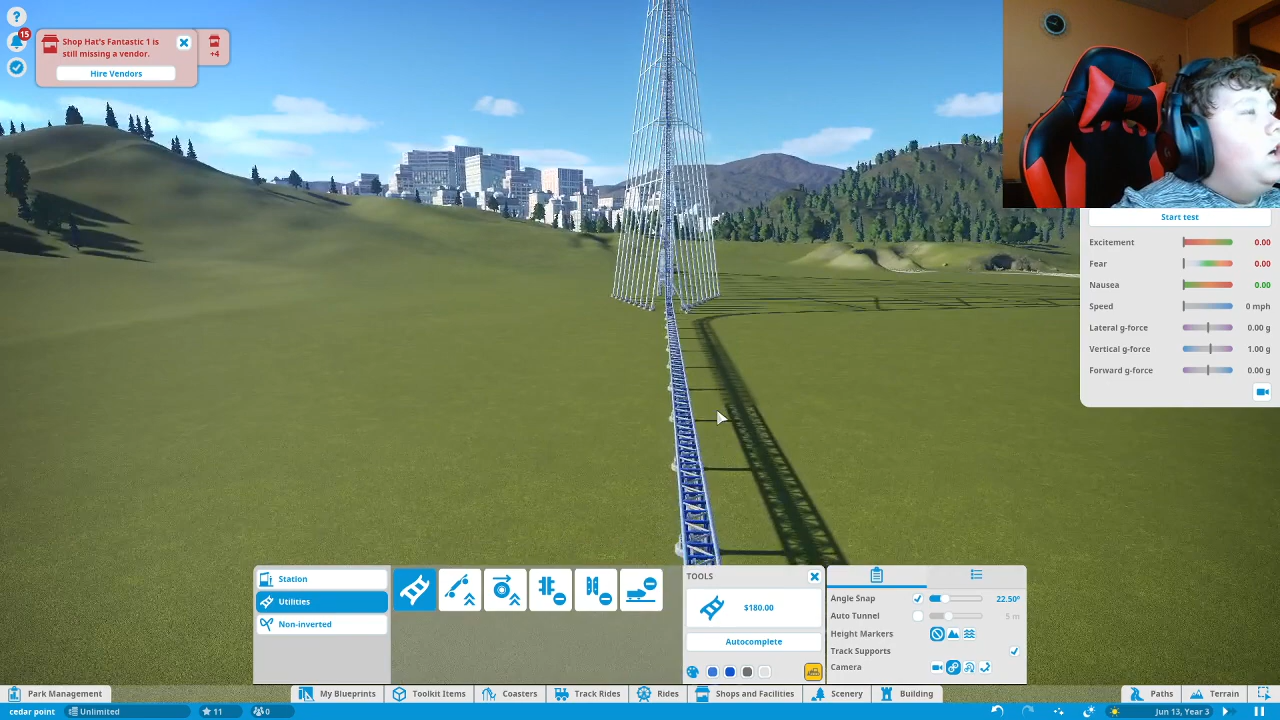 ?
15
Shop Hat's Fantastic 1 is
still missing a vendor.
+4
Hire Vendors
Start test
Excitement 0.00
Fear 0.00
Nausea 0.00
Speed 0 mph
Lateral g-force 0.00 g
Vertical g-force 1.00 g
Forward g-force 0.00 g
Station
Utilities
Non-inverted
TOOLS
$180.00
Autocomplete
Angle Snap 22.50°
Auto Tunnel 5 m
Height Markers
Track Supports
Camera
Park Management
My Blueprints
Toolkit Items
Coasters
Track Rides
Rides
Shops and Facilities
Scenery
Building
Paths
Terrain
cedar point
Unlimited
11
0
Jun 13, Year 3